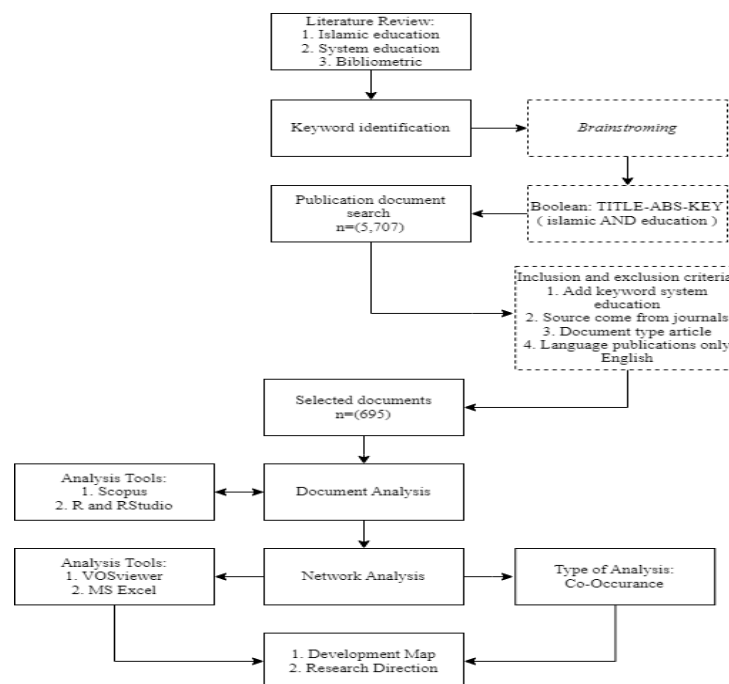 Literature Review:
1. Islamic education
2. System education
3. Bibliometric
Keyword identification
Brainstroming
Publication document
search
n=(5,707)
Boolean: TITLE-ABS-KEY
( islamic AND education )
Inclusion and exclusion criteria
1. Add keyword system
education
2. Source come from journals
3. Document type article
4. Language publications only
English
Selected documents
n=(695)
Analysis Tools:
1. Scopus
2. R and RStudio
Document Analysis
Analysis Tools:
1. VOSviewer
2. MS Excel
Network Analysis
Type of Analysis:
Co-Occurance
1. Development Map
2. Research Direction